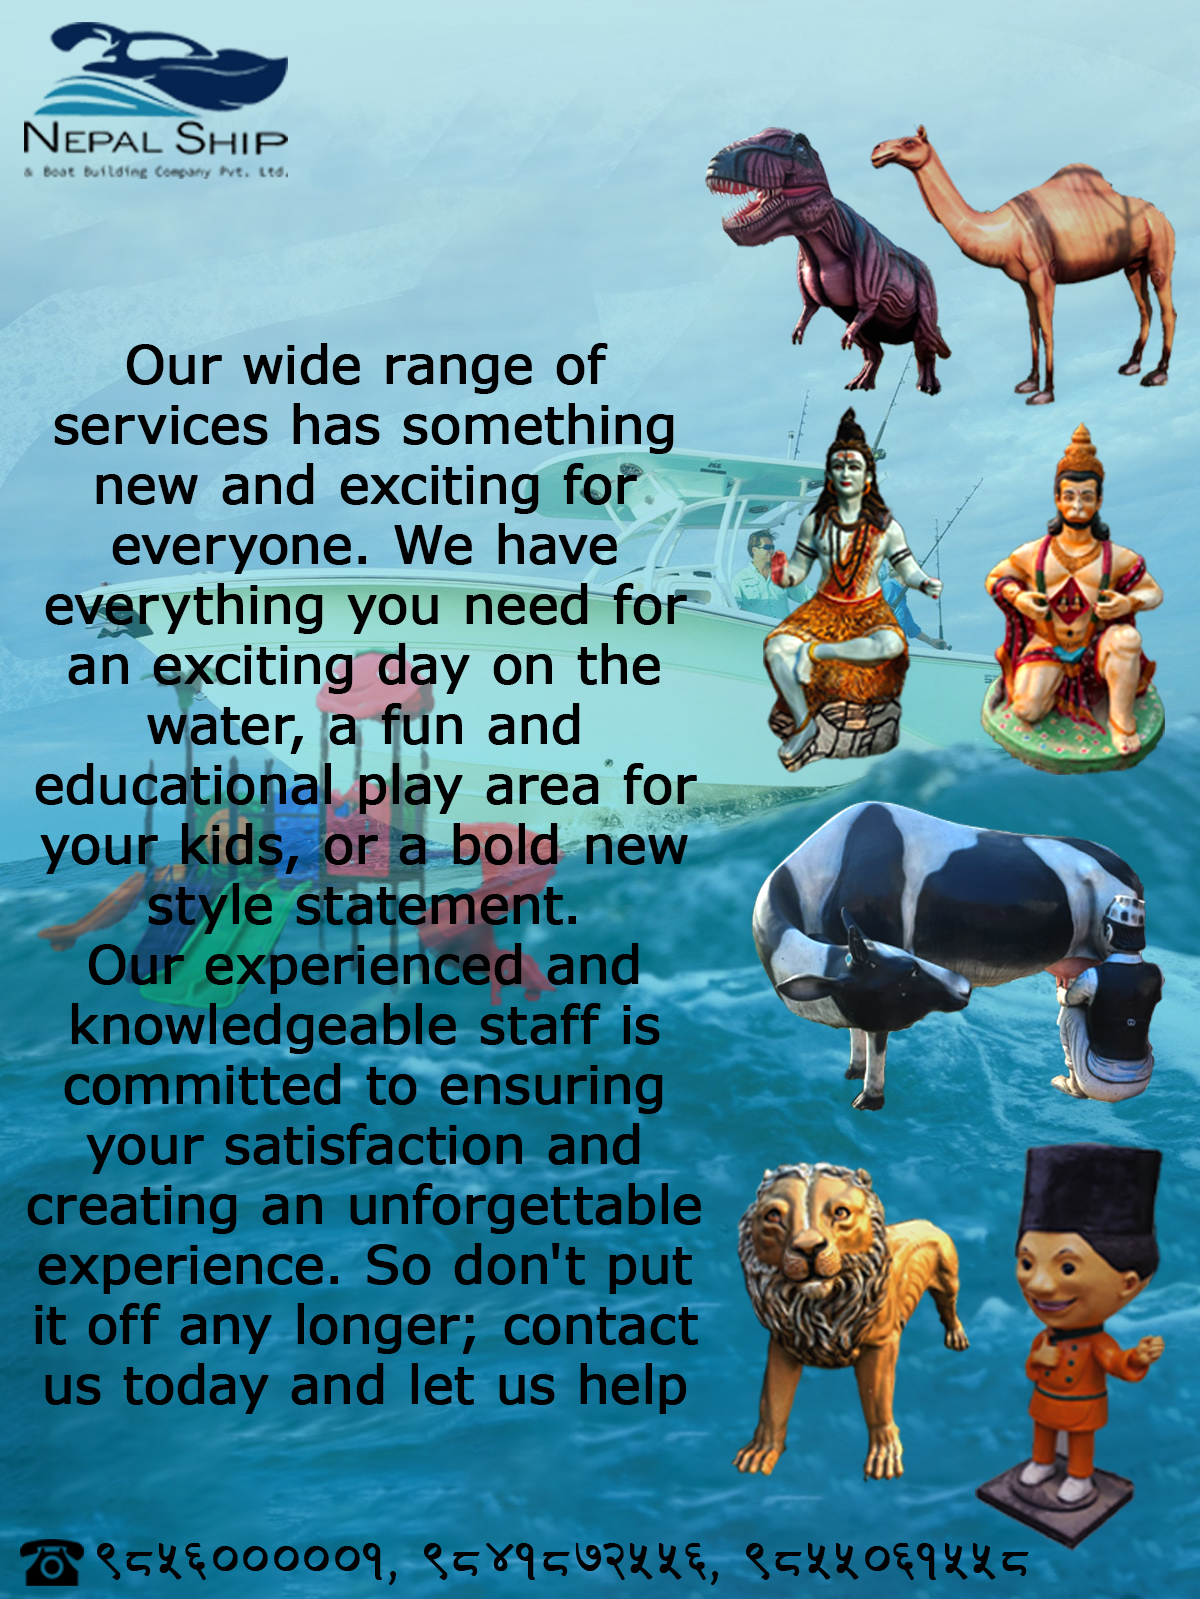 NEPAL SHIP
& Boat Building Company Pvt. Ltd.
Our wide range of
services has something
new and exciting for
everyone. We have
everything you need for
an exciting day on the
water, a fun and
educational play area for
your kids, or a bold new
style statement.
Our experienced and
knowledgeable staff is
committed to ensuring
your satisfaction and
creating an unforgettable
experience. So don't put
it off any longer; contact
us today and let us help
९८५६०००००१, ९८४१८७२५५६, ९८५५०६१५५८